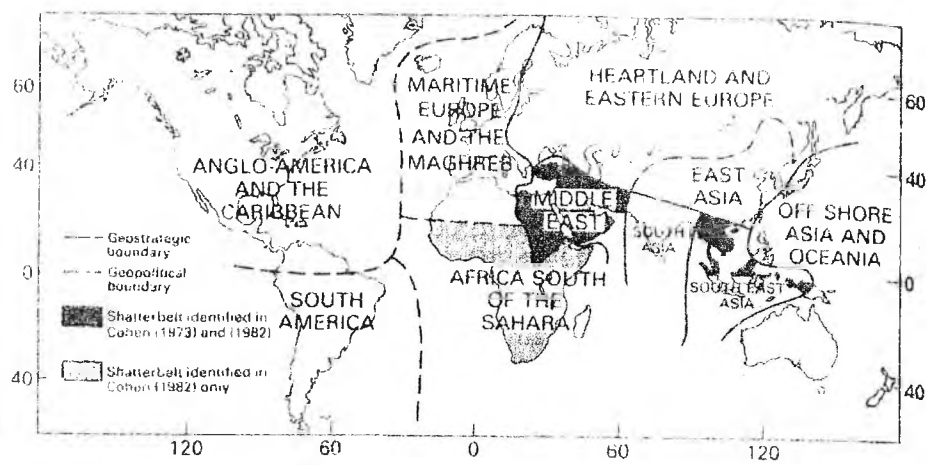 60
40
0
40
MARITIME
EUROPE
AND THE
MAGHREB
HEARTLAND AND
EASTERN EUROPE
60
40
0
40
ANGLO-AMERICA
AND THE
CARIBBEAN
EAST
ASIA
MIDDLE
EAST
SOUTH
ASIA
OFF SHORE
ASIA AND
OCEANIA
SOUTH EAST
ASIA
AFRICA SOUTH
OF THE
SAHARA
SOUTH
AMERICA
Geostrategic
boundary
Geopolitical
boundary
Shatterbelt identified in
Cohen (1973) and (1982)
Shatterbelt identified in
Cohen (1982) only
120
60
0
60
120